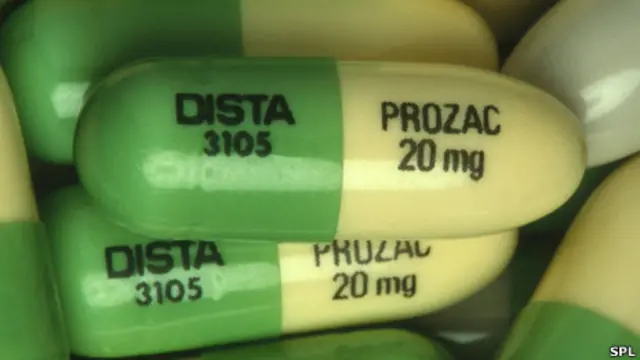 DISTA
3105
PROZAC
20 mg
DISTA
3105
PROZAC
20 mg
SPL